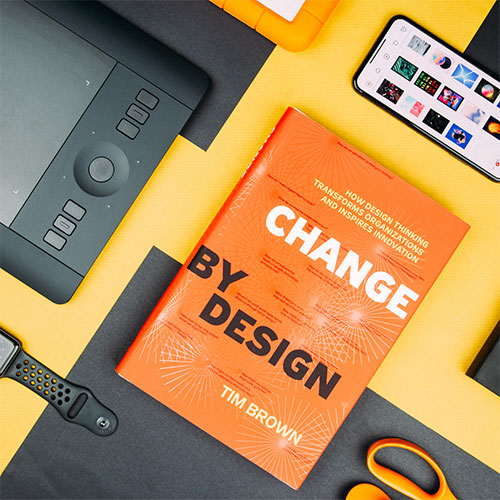 HOW DESIGN THINKING
TRANSFORMS ORGANIZATIONS
AND INSPIRES INNOVATION
CHANGE
BY
DESIGN
TIM BROWN